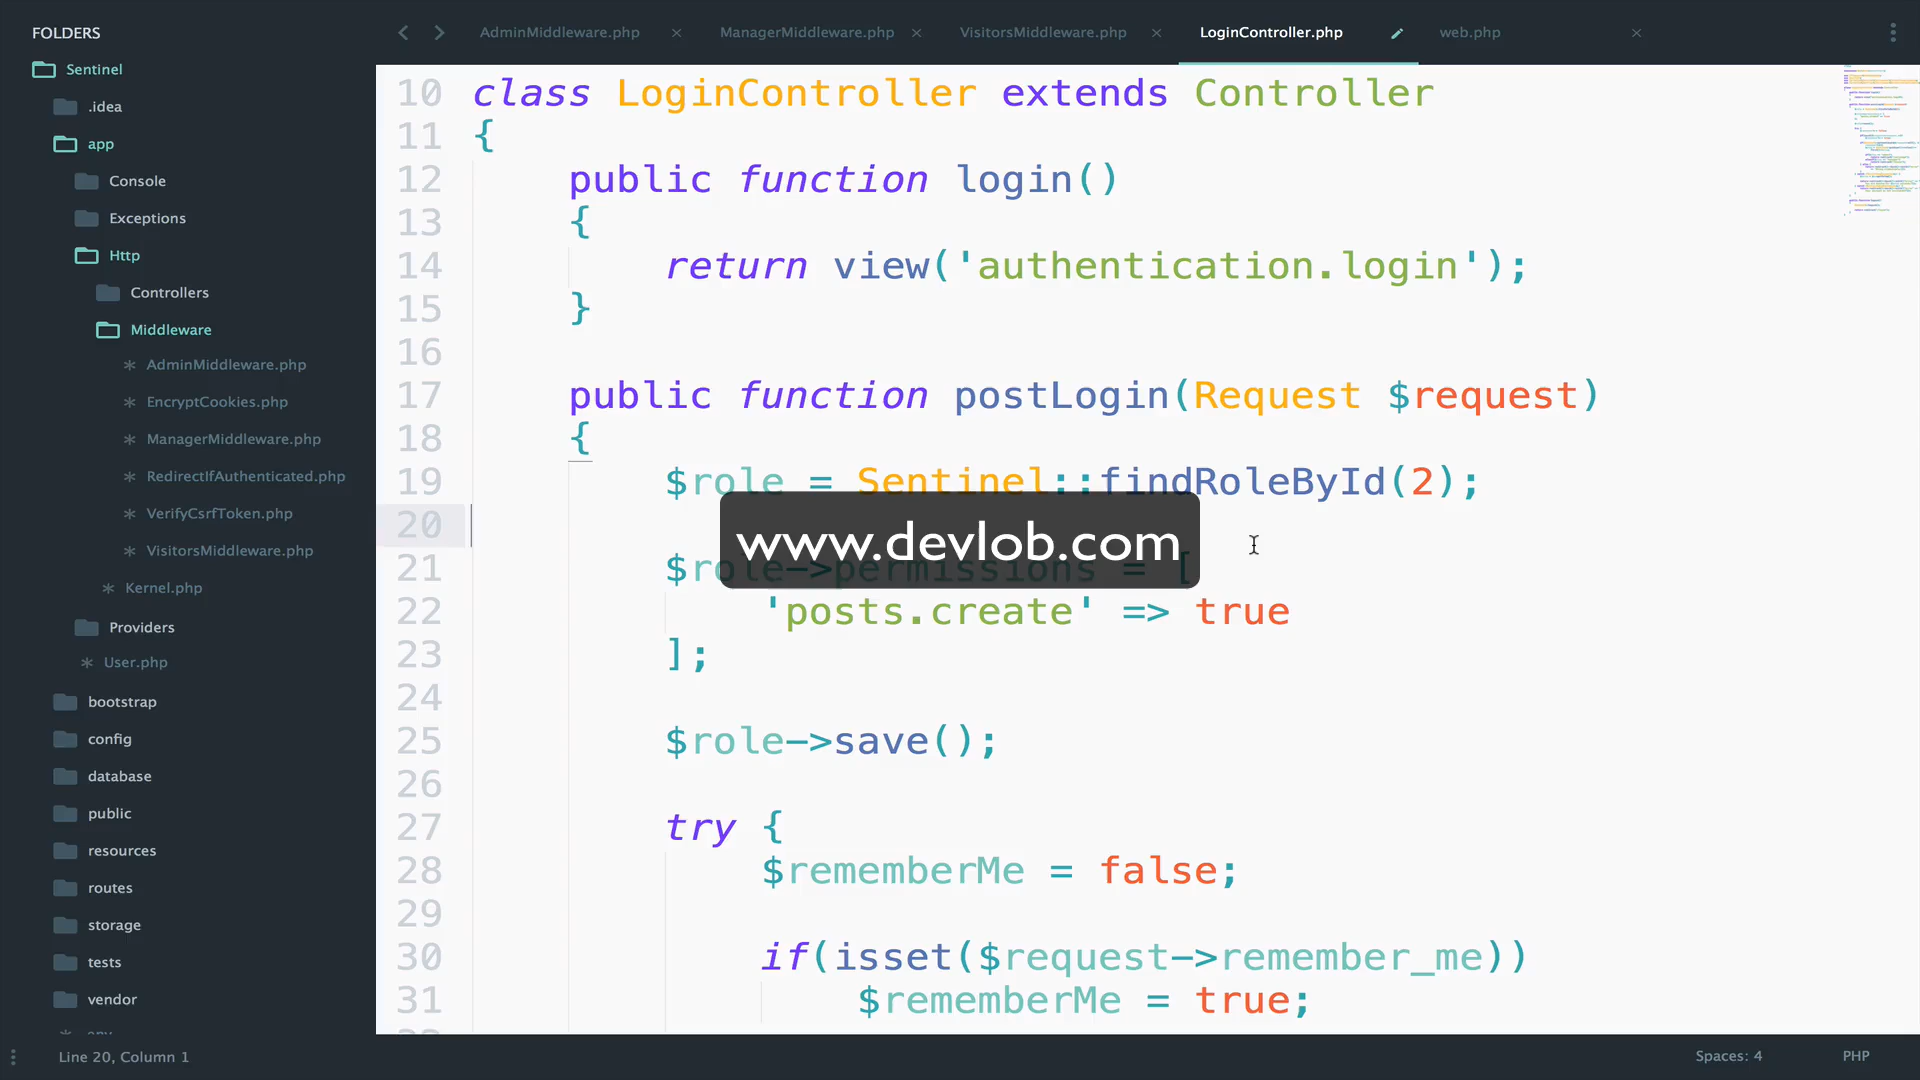 FOLDERS
Sentinel
.idea
app
Console
Exceptions
Http
Controllers
Middleware
AdminMiddleware.php
EncryptCookies.php
ManagerMiddleware.php
RedirectIfAuthenticated.php
VerifyCsrfToken.php
VisitorsMiddleware.php
Kernel.php
Providers
User.php
bootstrap
config
database
public
resources
routes
storage
tests
vendor
AdminMiddleware.php × ManagerMiddleware.php × VisitorsMiddleware.php × LoginController.php web.php ×
10 class LoginController extends Controller
11 {
12 public function login()
13 {
14 return view('authentication.login');
15 }
16
17 public function postLogin(Request $request)
18 {
19 $role = Sentinel::findRoleById(2);
20
www.devlob.com
21 $role->permissions = [
22 'posts.create' => true
23 ];
24
25 $role->save();
26
27 try {
28 $rememberMe = false;
29
30 if(isset($request->remember_me))
31 $rememberMe = true;
Line 20, Column 1
Spaces: 4
PHP